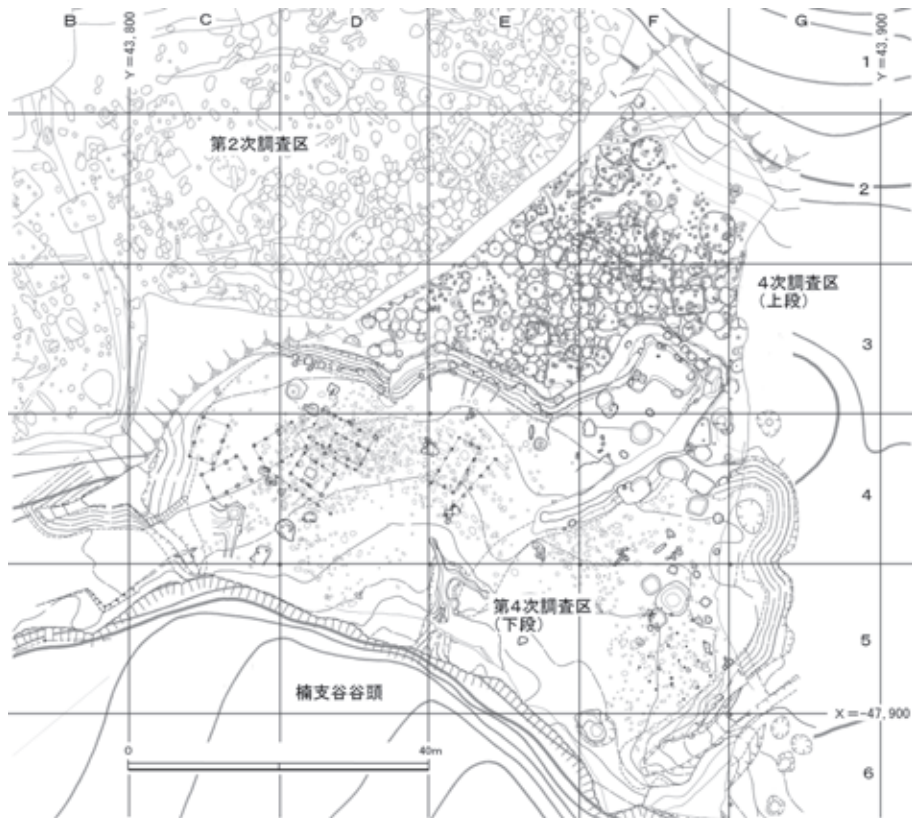 B C D E F G
Y=43,800
Y=43,900
1
第2次調査区
2
4次調査区
(上段)
3
4
第4次調査区
(下段)
5
楠支谷谷頭
X=-47,900
0 40m
6